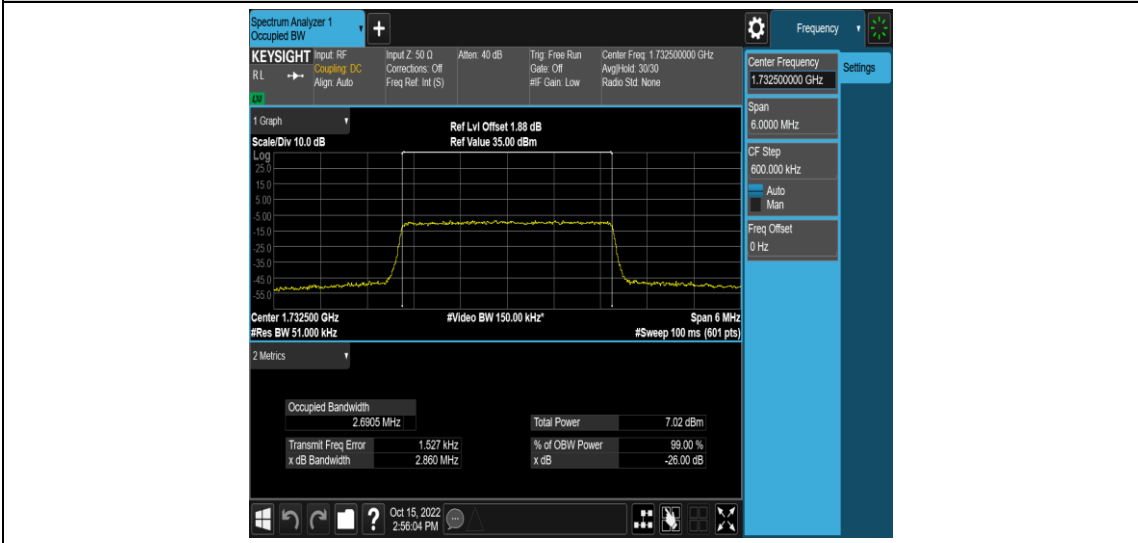 Spectrum Analyzer 1
Occupied BW
+
Frequency
KEYSIGHT Input: RF
RL Coupling: DC
Align: Auto
Input Z: 50 Ω
Corrections: Off
Freq Ref: Int (S)
Atten: 40 dB
Trig: Free Run
Gate: Off
#IF Gain: Low
Center Freq: 1.732500000 GHz
Avg|Hold: 30/30
Radio Std: None
LXI
Center Frequency
1.732500000 GHz
Settings
Span
6.0000 MHz
CF Step
600.000 kHz
Auto
Man
Freq Offset
0 Hz
1 Graph
Scale/Div 10.0 dB
Ref Lvl Offset 1.88 dB
Ref Value 35.00 dBm
Log
25.0
15.0
5.00
-5.00
-15.0
-25.0
-35.0
-45.0
-55.0
Center 1.732500 GHz
#Video BW 150.00 kHz*
Span 6 MHz
#Res BW 51.000 kHz
#Sweep 100 ms (601 pts)
2 Metrics
Occupied Bandwidth
2.6905 MHz
Total Power 7.02 dBm
Transmit Freq Error 1.527 kHz
% of OBW Power 99.00 %
x dB Bandwidth 2.860 MHz
x dB -26.00 dB
?
Oct 15, 2022
2:56:04 PM